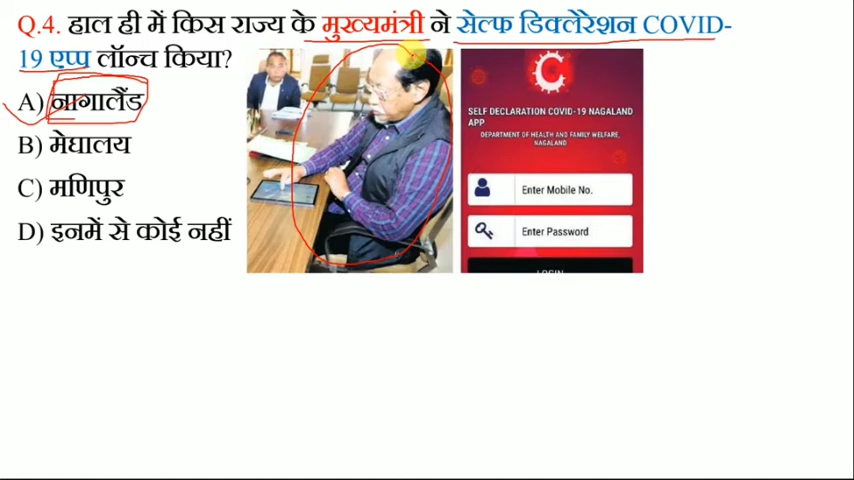 Q.4. हाल ही में किस राज्य के मुख्यमंत्री ने सेल्फ डिक्लैरेशन COVID-
19 एप्प लॉन्च किया?
A) नागालैंड
B) मेघालय
C) मणिपुर
D) इनमें से कोई नहीं
SELF DECLARATION COVID-19 NAGALAND
APP
DEPARTMENT OF HEALTH AND FAMILY WELFARE,
NAGALAND
Enter Mobile No.
Enter Password
LOGIN